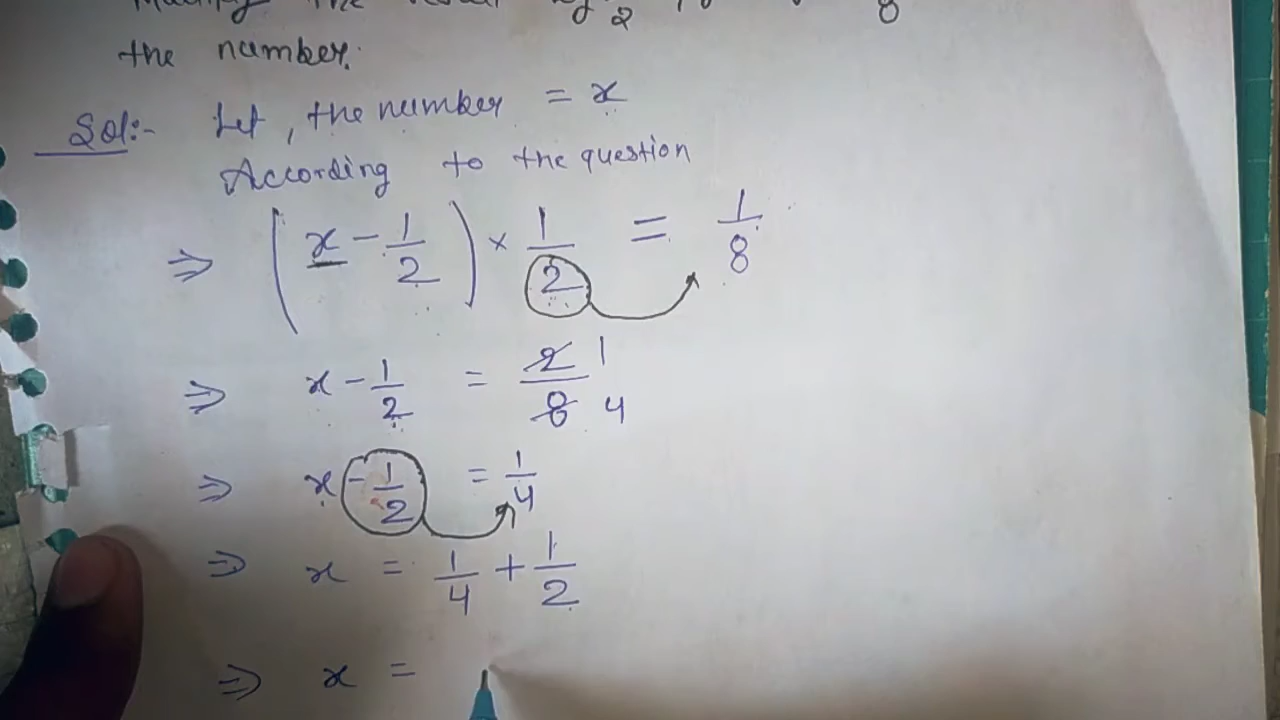 the number.
Sol:- Let, the number = x
According to the question
⇒ (x - 1/2) × 1/2 = 1/8
⇒ x - 1/2 = 2/8 1 4
⇒ x - 1/2 = 1/4
⇒ x = 1/4 + 1/2
⇒ x =